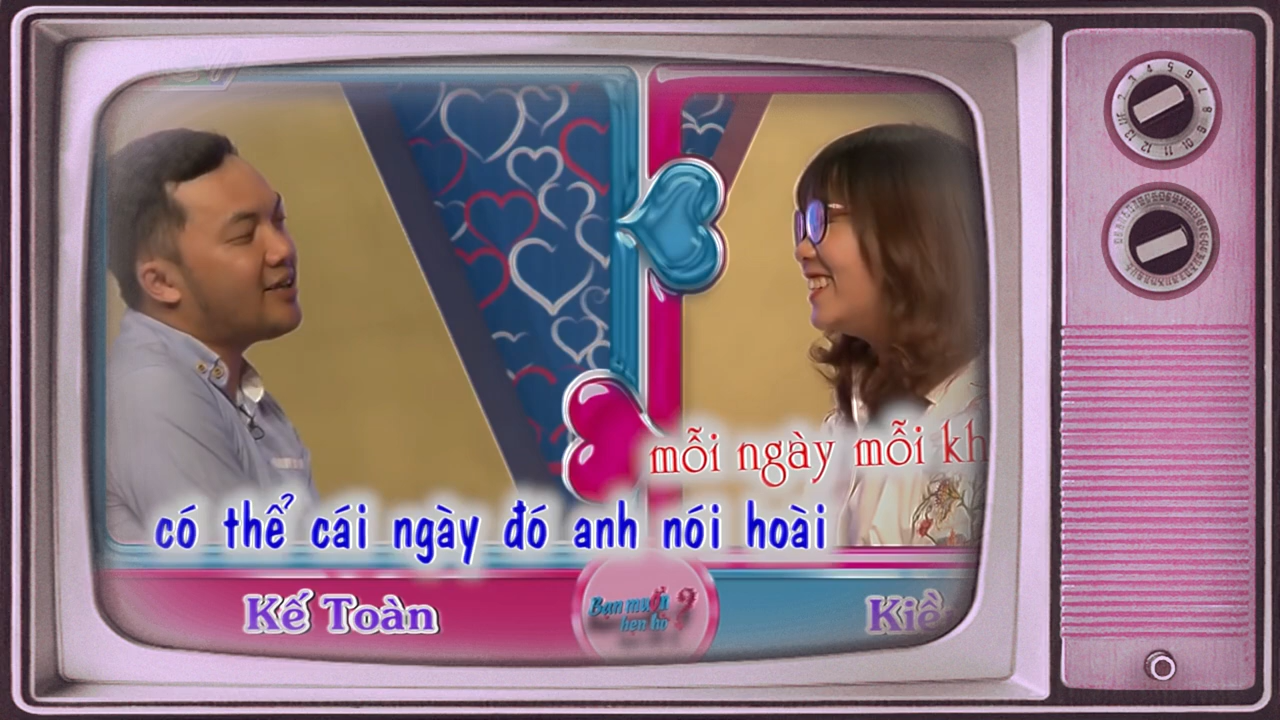 mỗi ngày mỗi kh
có thể cái ngày đó anh nói hoài
Kế Toàn
Bạn muốn hẹn hò ?
Kiề